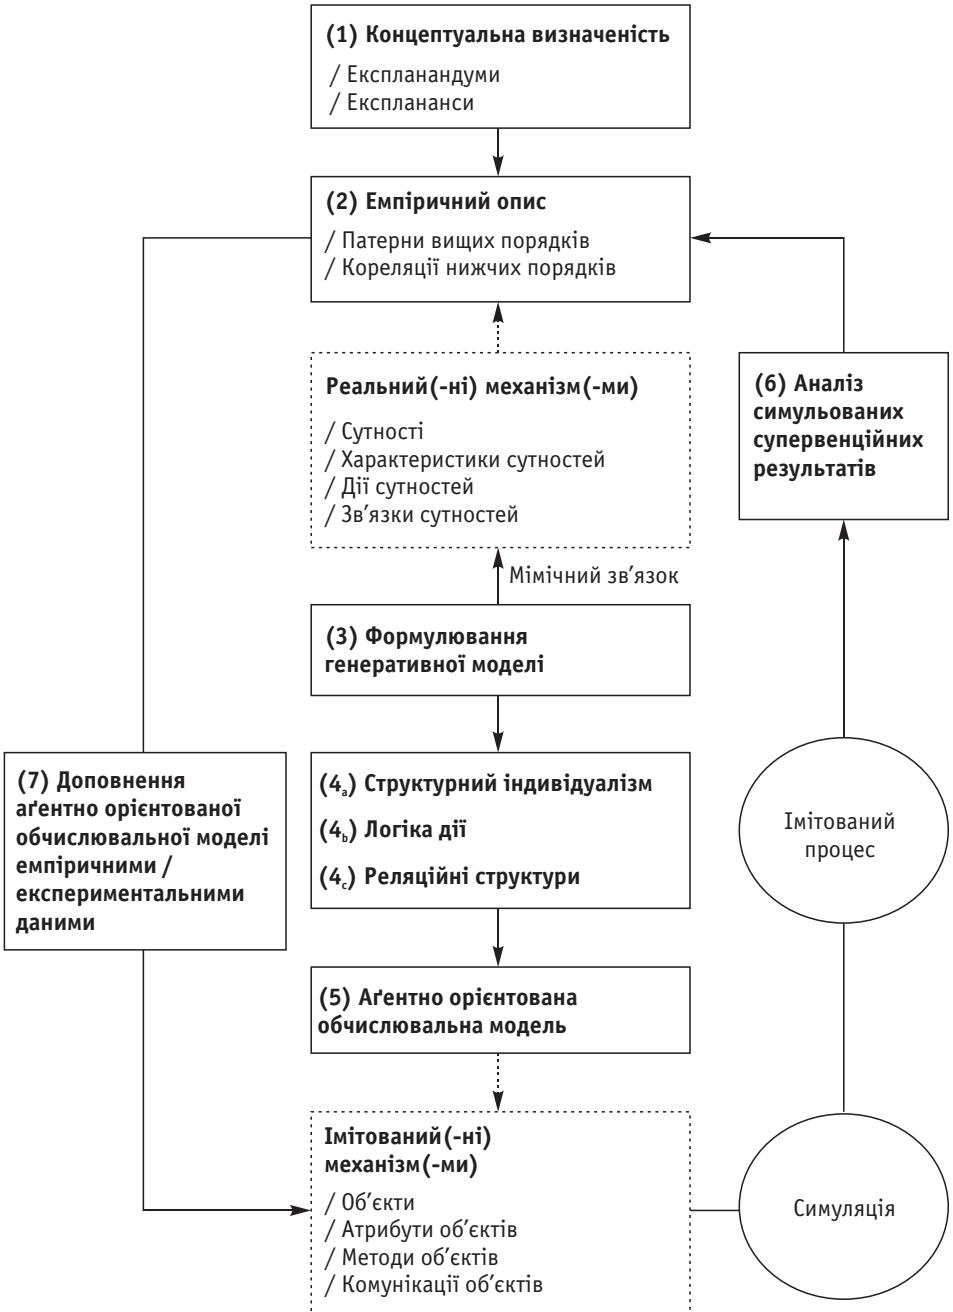 (1) Концептуальна визначеність
/ Експланандуми
/ Експлананси
(2) Емпіричний опис
/ Патерни вищих порядків
/ Кореляції нижчих порядків
Реальний(-ні) механізм(-ми)
/ Сутності
/ Характеристики сутностей
/ Дії сутностей
/ Зв'язки сутностей
(6) Аналіз
симульованих
супервенційних
результатів
Мімічний зв'язок
(3) Формулювання
генеративної моделі
(7) Доповнення
аґентно орієнтованої
обчислювальної моделі
емпіричними /
експериментальними
даними
(4a) Структурний індивідуалізм
(4b) Логіка дії
(4c) Реляційні структури
Імітований
процес
(5) Аґентно орієнтована
обчислювальна модель
Імітований(-ні)
механізм(-ми)
/ Об'єкти
/ Атрибути об'єктів
/ Методи об'єктів
/ Комунікації об'єктів
Симуляція